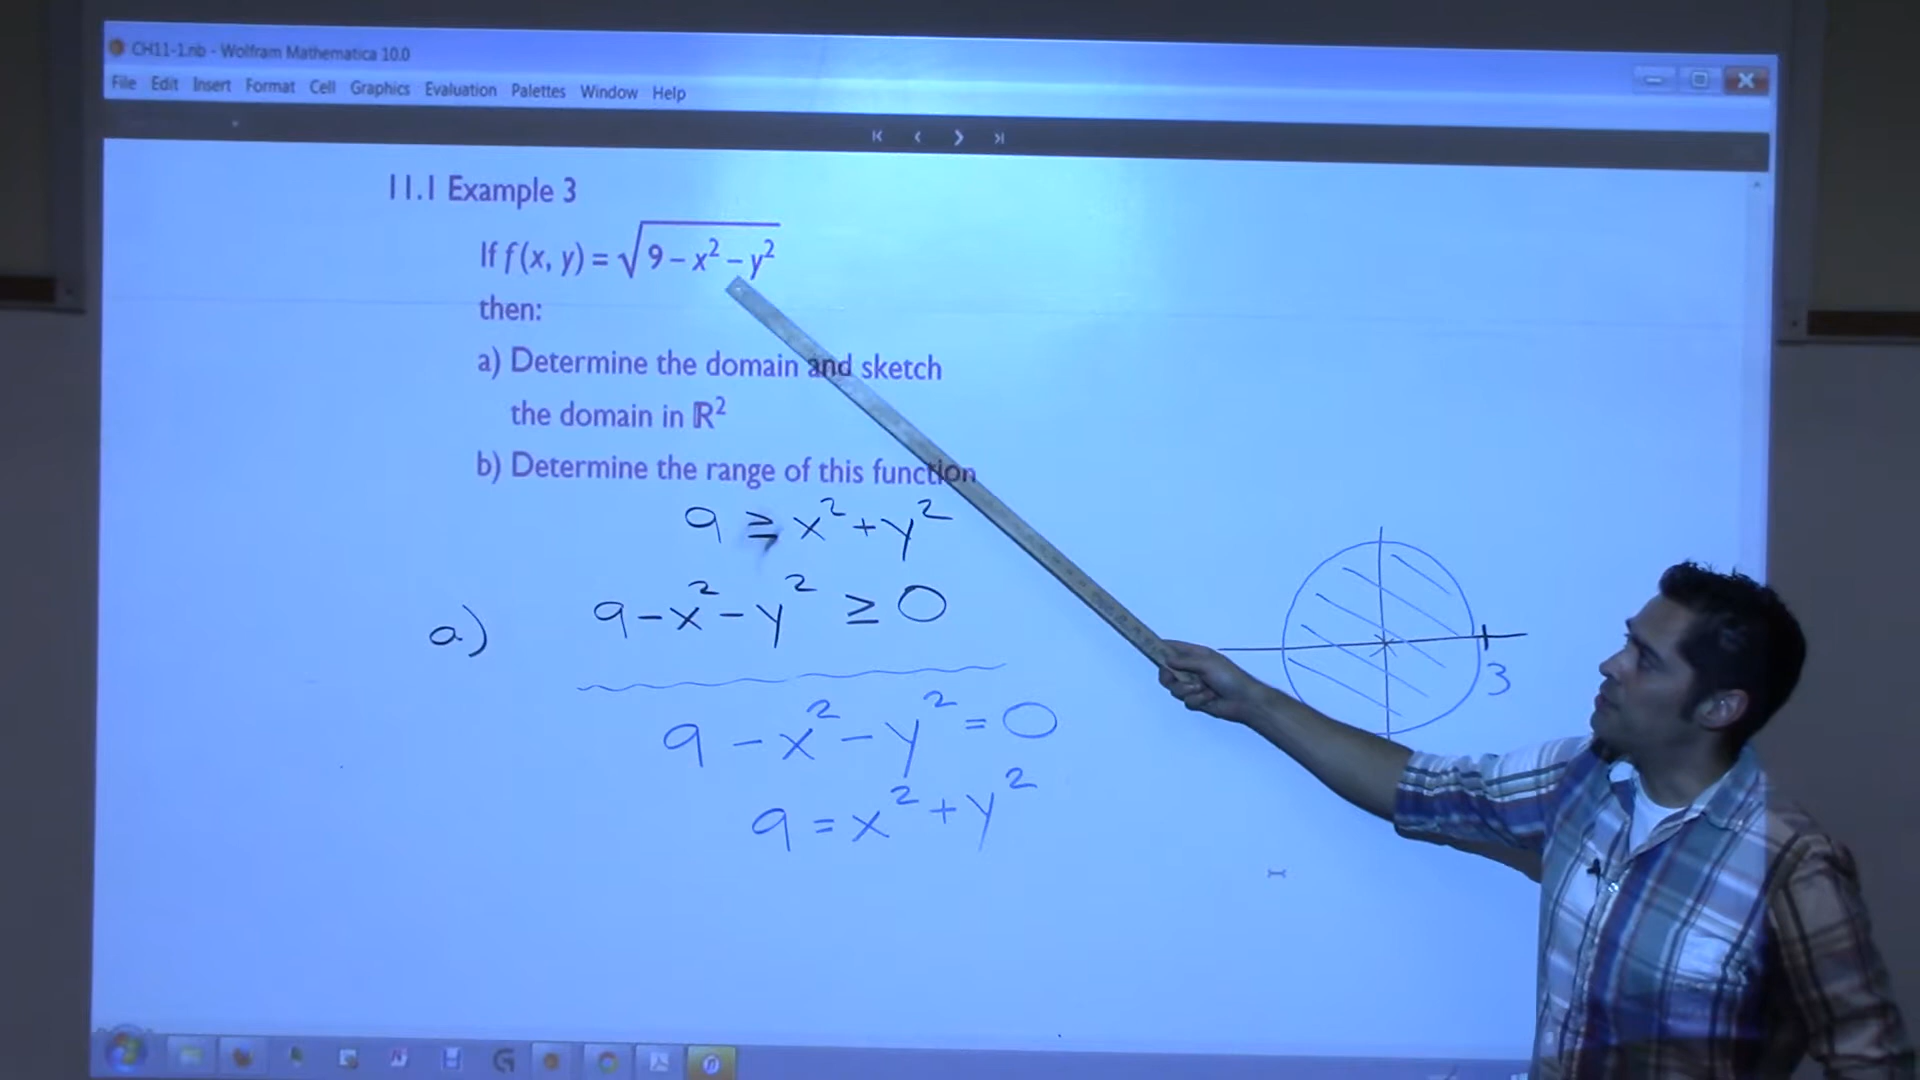 CH11-1.nb - Wolfram Mathematica 10.0
File Edit Insert Format Cell Graphics Evaluation Palettes Window Help
11.1 Example 3
If f(x, y) = √(9 – x² – y²)
then:
a) Determine the domain and sketch
the domain in ℝ²
b) Determine the range of this function
9 ≥ x² + y²
a) 9 - x² - y² ≥ 0
9 - x² - y² = 0
9 = x² + y²
3